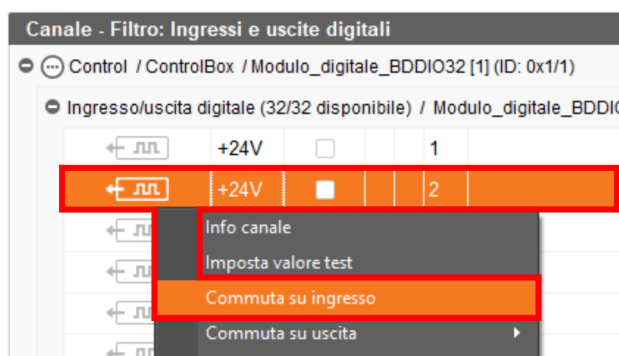 Canale - Filtro: Ingressi e uscite digitali
Control / ControlBox / Modulo_digitale_BDDIO32 [1] (ID: 0x1/1)
Ingresso/uscita digitale (32/32 disponibile) / Modulo_digitale_BDDIO
+24V 1
+24V 2
Info canale
Imposta valore test
Commuta su ingresso
Commuta su uscita